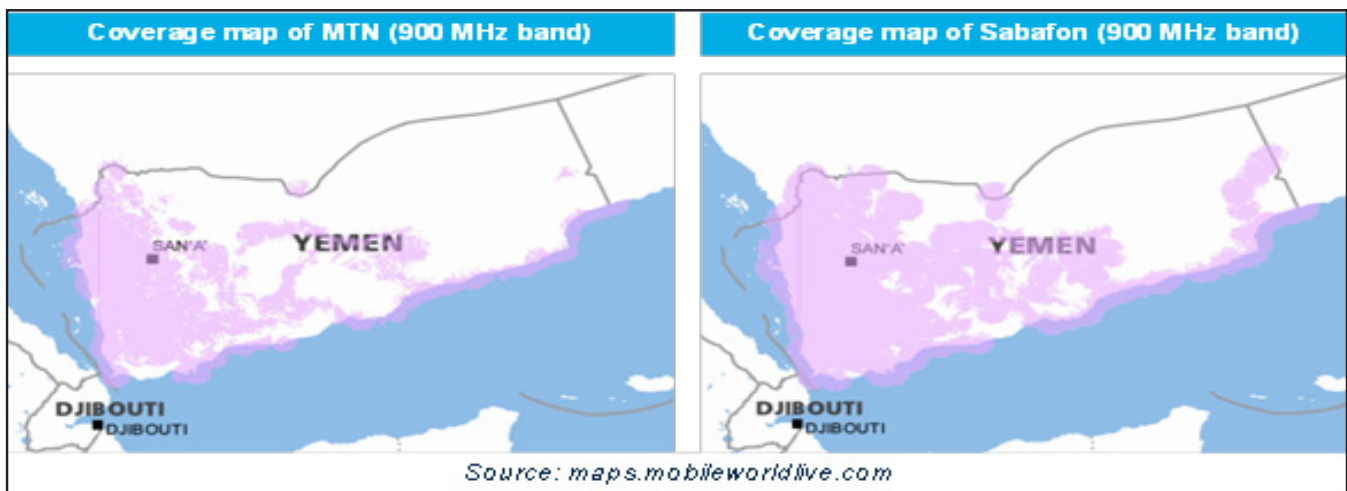 Coverage map of MTN (900 MHz band)
Coverage map of Sabafon (900 MHz band)
SAN'A'
YEMEN
DJIBOUTI
DJIBOUTI
SAN'A'
YEMEN
DJIBOUTI
DJIBOUTI
Source: maps.mobileworldlive.com